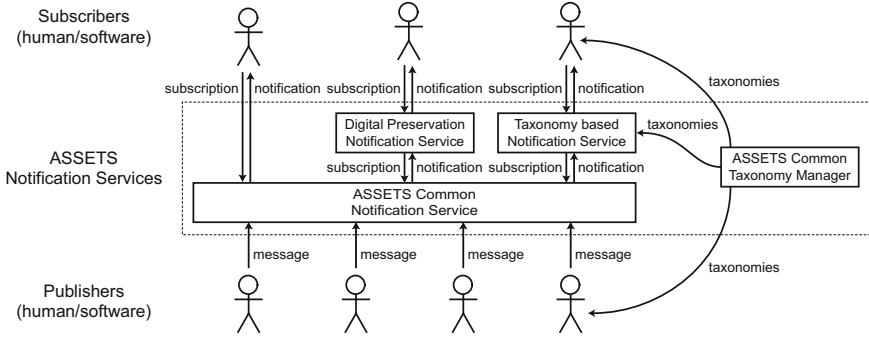 Subscribers
(human/software)
taxonomies
subscription
notification
subscription
notification
subscription
notification
Digital Preservation
Notification Service
Taxonomy based
Notification Service
taxonomies
ASSETS
Notification Services
subscription
notification
subscription
notification
ASSETS Common
Taxonomy Manager
ASSETS Common
Notification Service
message
message
message
message
taxonomies
Publishers
(human/software)